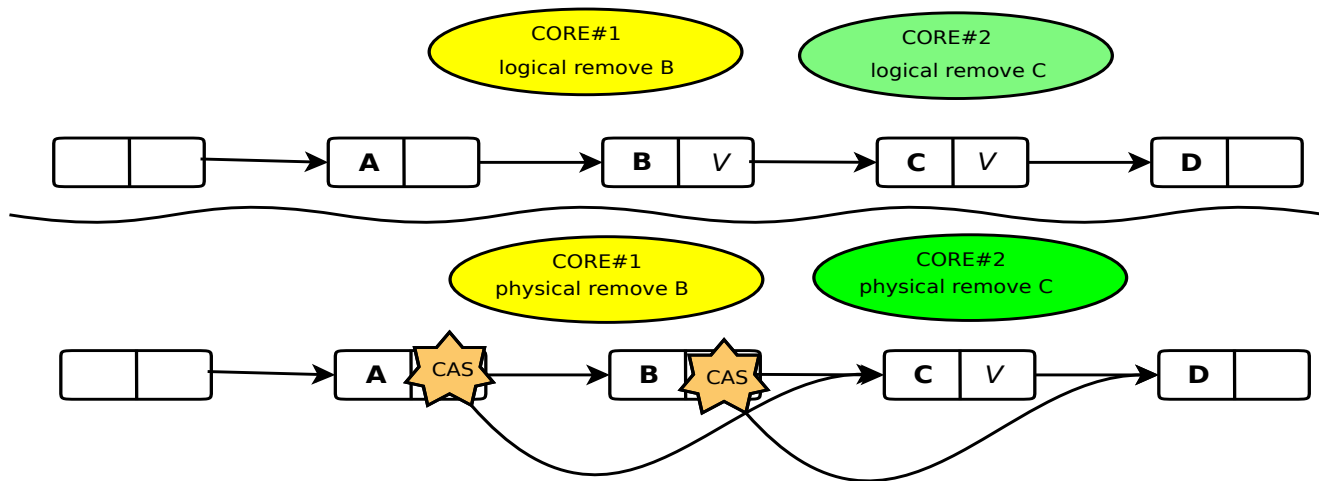 CORE#1
logical remove B
CORE#2
logical remove C
A
B V
C V
D
CORE#1
physical remove B
CORE#2
physical remove C
A CAS
B CAS
C V
D